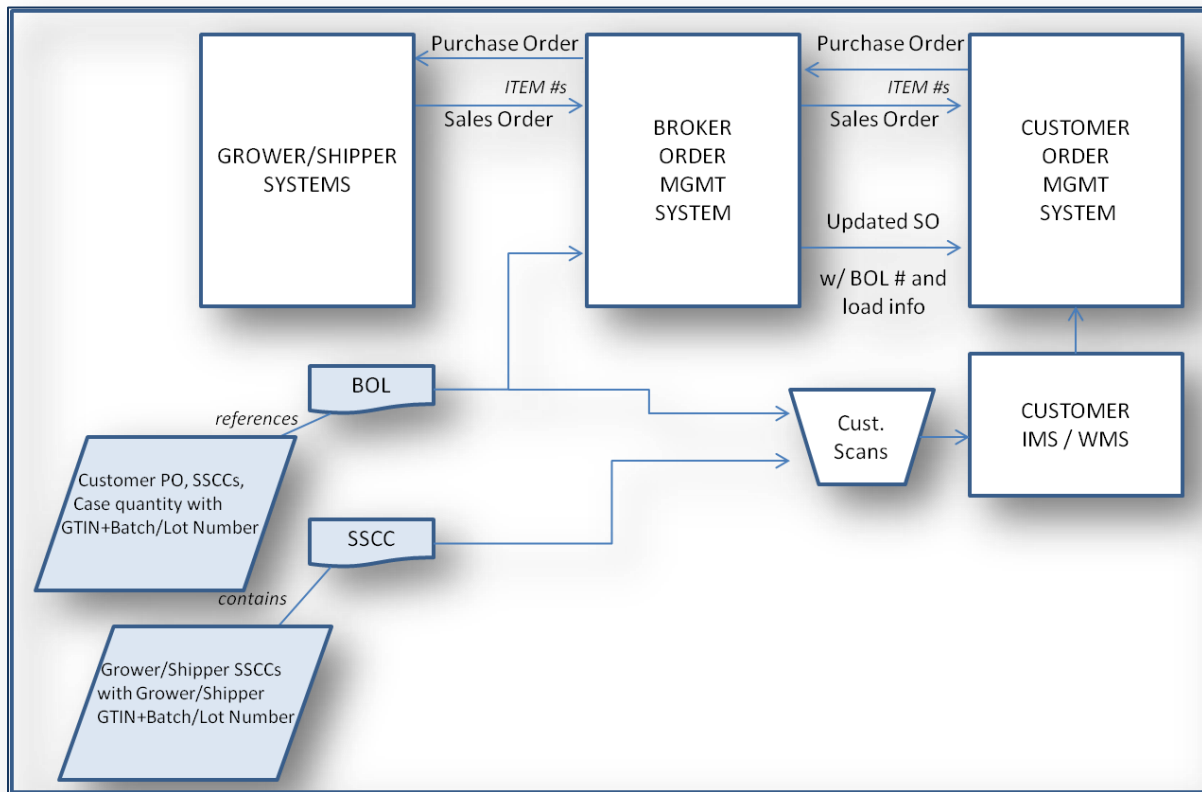 Purchase Order
ITEM #s
Sales Order
Purchase Order
ITEM #s
Sales Order
GROWER/SHIPPER
SYSTEMS
BROKER
ORDER
MGMT
SYSTEM
CUSTOMER
ORDER
MGMT
SYSTEM
Updated SO
w/ BOL # and
load info
BOL
references
Customer PO, SSCCs,
Case quantity with
GTIN+Batch/Lot Number
Cust.
Scans
CUSTOMER
IMS / WMS
SSCC
contains
Grower/Shipper SSCCs
with Grower/Shipper
GTIN+Batch/Lot Number